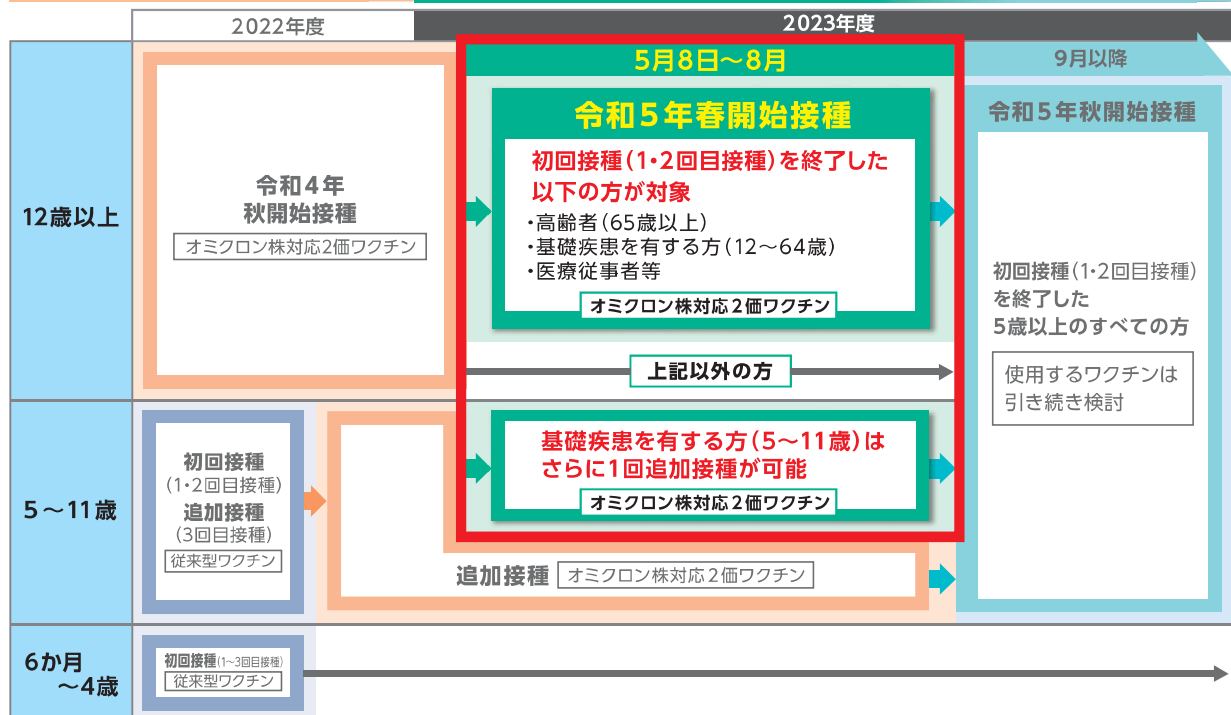 2022年度
2023年度
5月8日～8月
9月以降
12歳以上
令和4年
秋開始接種
オミクロン株対応2価ワクチン
令和5年春開始接種
初回接種(1・2回目接種)を終了した
以下の方が対象
・高齢者(65歳以上)
・基礎疾患を有する方(12～64歳)
・医療従事者等
オミクロン株対応2価ワクチン
上記以外の方
令和5年秋開始接種
初回接種(1・2回目接種)
を終了した
5歳以上のすべての方
使用するワクチンは
引き続き検討
5～11歳
初回接種
(1・2回目接種)
追加接種
(3回目接種)
従来型ワクチン
基礎疾患を有する方(5～11歳)は
さらに1回追加接種が可能
オミクロン株対応2価ワクチン
追加接種 オミクロン株対応2価ワクチン
6か月
～4歳
初回接種(1～3回目接種)
従来型ワクチン